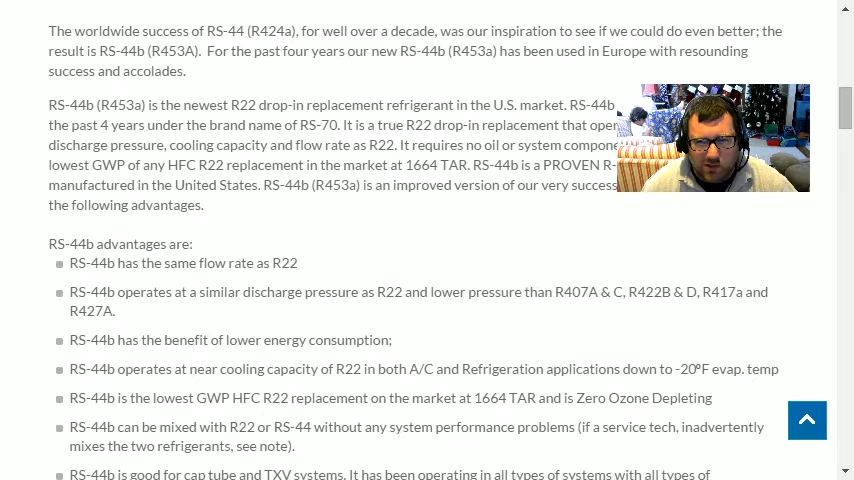 The worldwide success of RS-44 (R424a), for well over a decade, was our inspiration to see if we could do even better; the
result is RS-44b (R453A).  For the past four years our new RS-44b (R453a) has been used in Europe with resounding
success and accolades.
RS-44b (R453a) is the newest R22 drop-in replacement refrigerant in the U.S. market. RS-44b
the past 4 years under the brand name of RS-70. It is a true R22 drop-in replacement that oper
discharge pressure, cooling capacity and flow rate as R22. It requires no oil or system compone
lowest GWP of any HFC R22 replacement in the market at 1664 TAR. RS-44b is a PROVEN R-
manufactured in the United States. RS-44b (R453a) is an improved version of our very success
the following advantages.
RS-44b advantages are:
RS-44b has the same flow rate as R22
RS-44b operates at a similar discharge pressure as R22 and lower pressure than R407A & C, R422B & D, R417a and
R427A.
RS-44b has the benefit of lower energy consumption;
RS-44b operates at near cooling capacity of R22 in both A/C and Refrigeration applications down to -20ºF evap. temp
RS-44b is the lowest GWP HFC R22 replacement on the market at 1664 TAR and is Zero Ozone Depleting
RS-44b can be mixed with R22 or RS-44 without any system performance problems (if a service tech, inadvertently
mixes the two refrigerants, see note).
RS-44b is good for cap tube and TXV systems. It has been operating in all types of systems with all types of